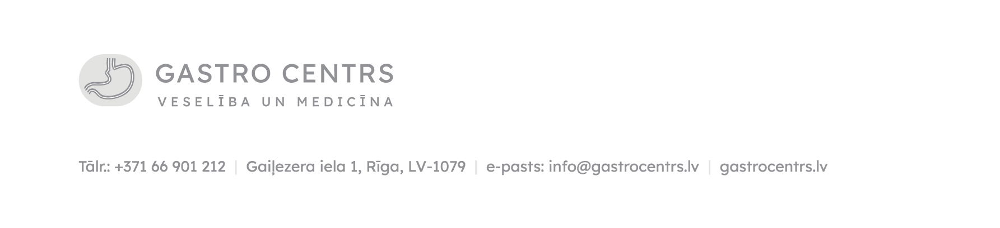 GASTRO CENTRS
VESELĪBA UN MEDICĪNA
Tālr.: +371 66 901 212 | Gaiļezera iela 1, Rīga, LV-1079 | e-pasts: info@gastrocentrs.lv | gastrocentrs.lv